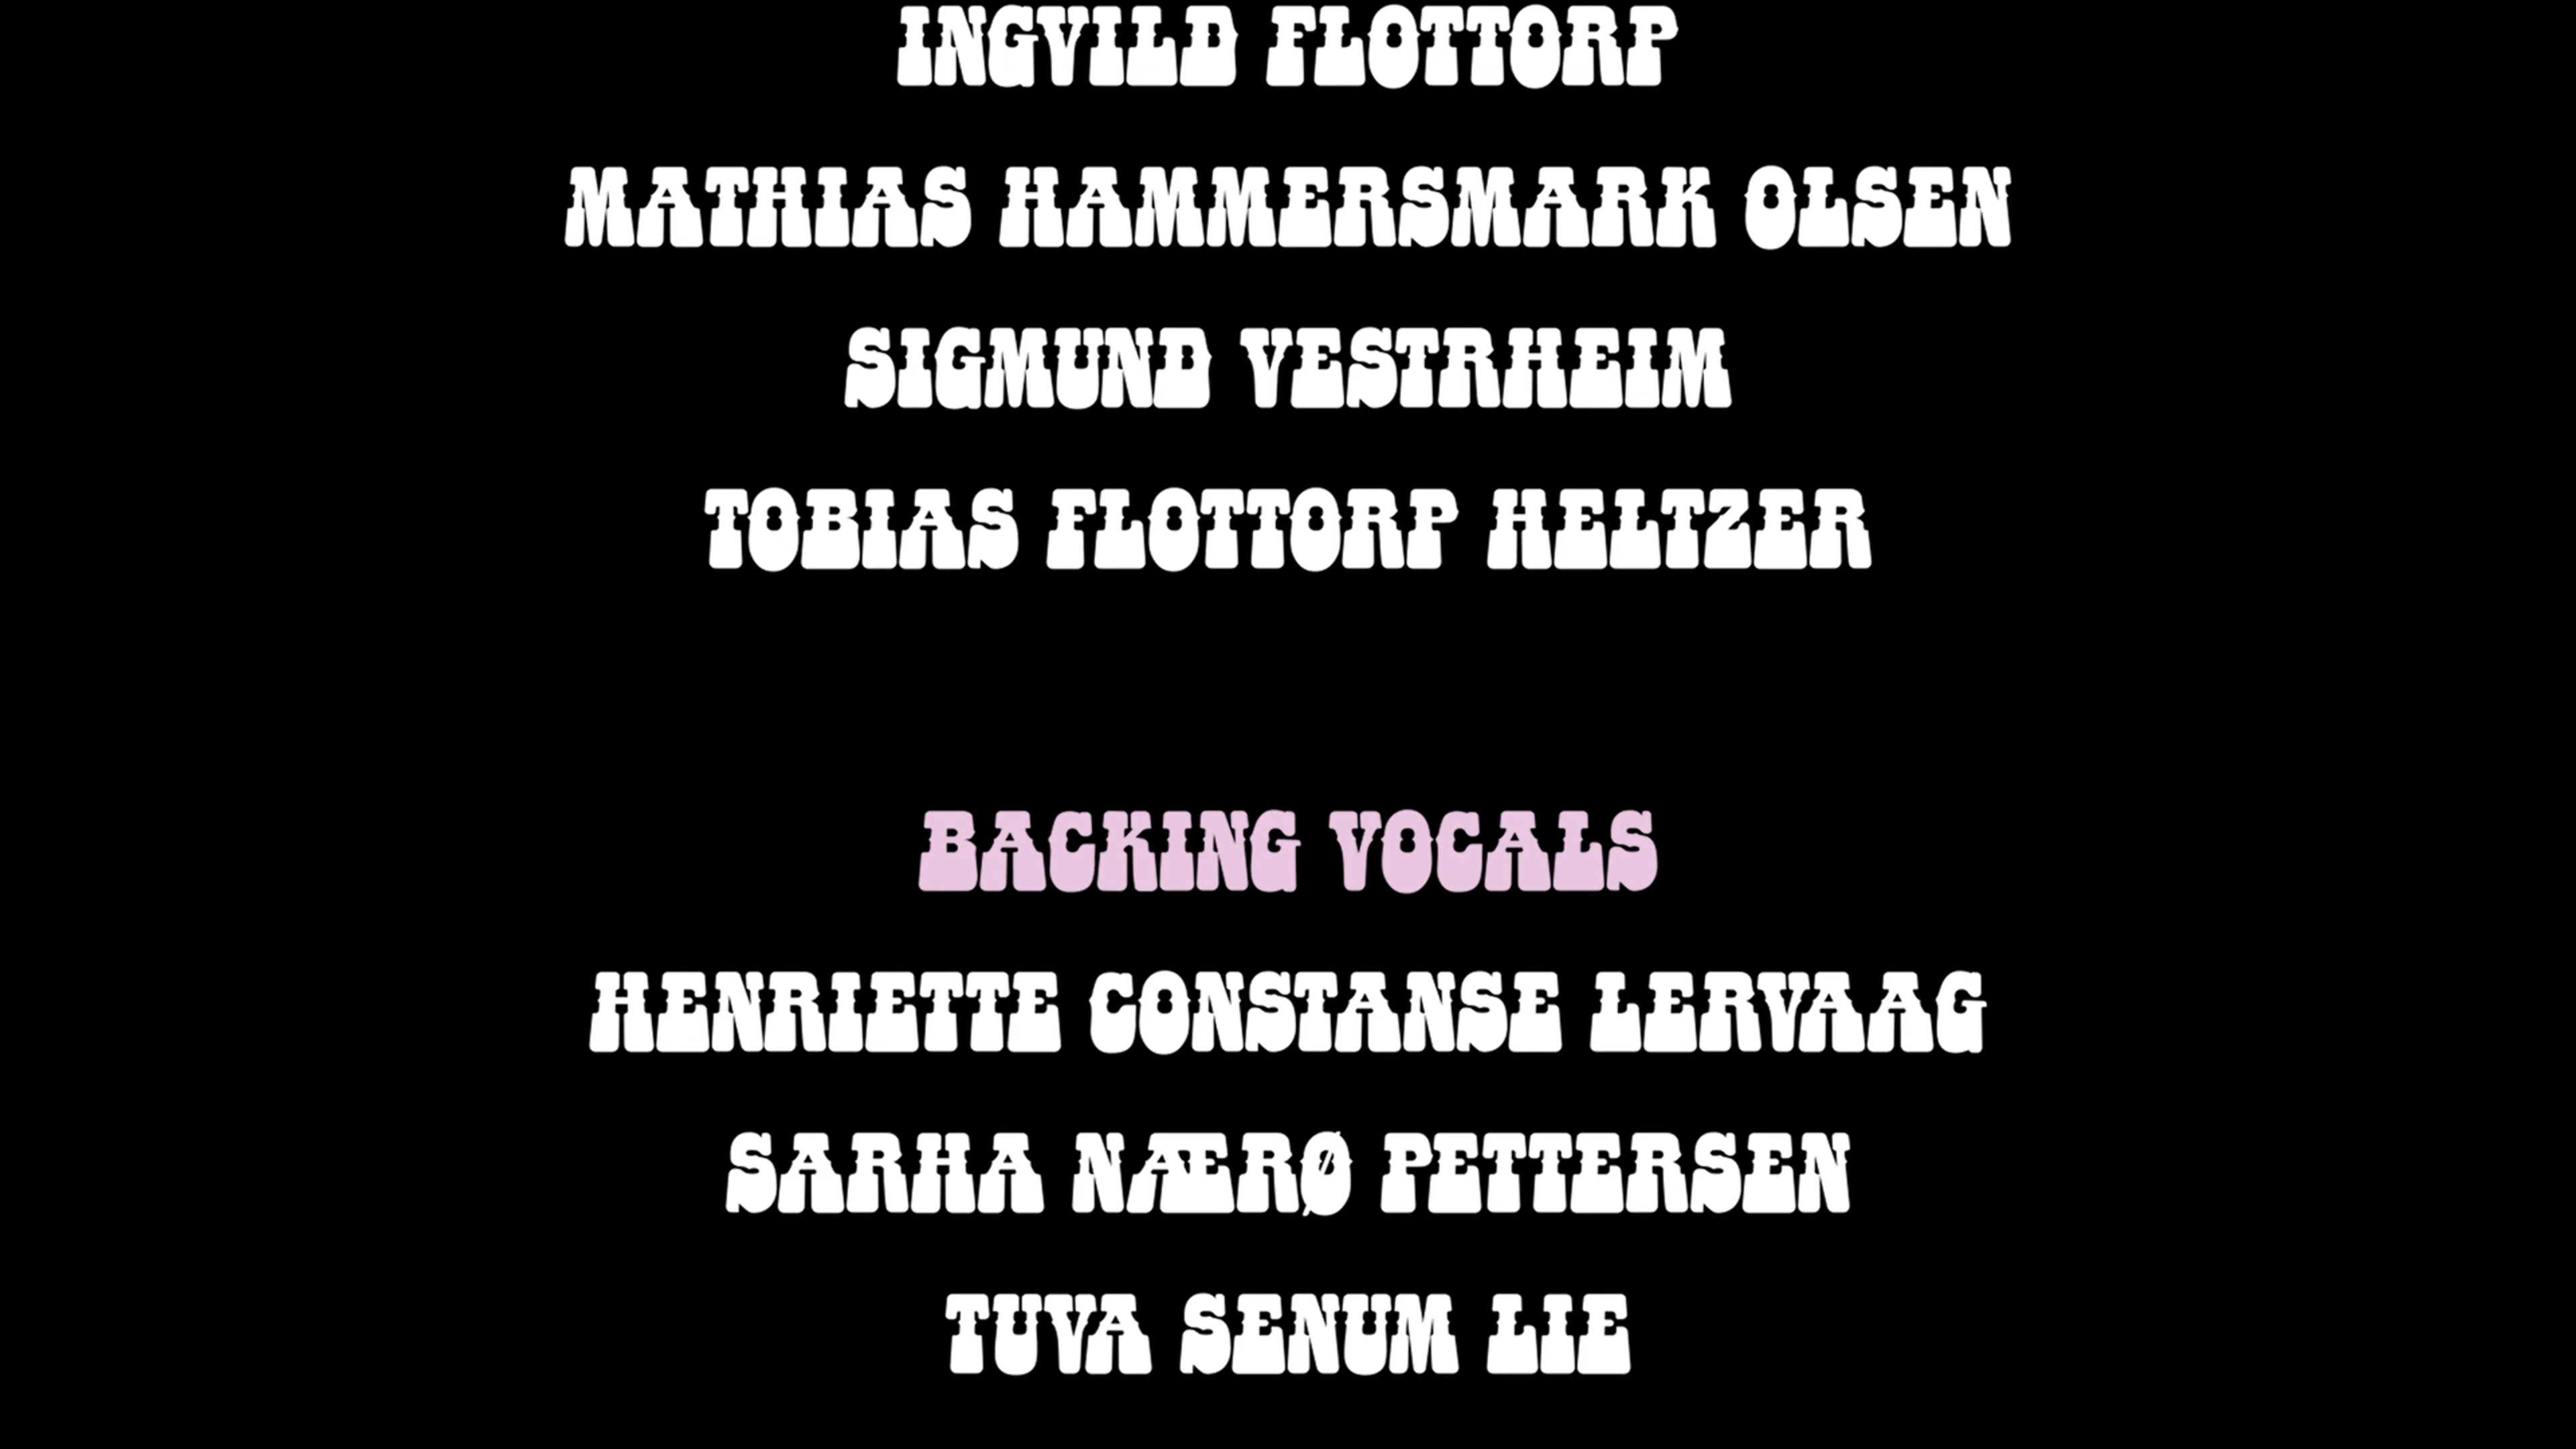 INGVILD FLOTTORP
MATHIAS HAMMERSMARK OLSEN
SIGMUND VESTRHEIM
TOBIAS FLOTTORP HELTZER
BACKING VOCALS
HENRIETTE CONSTANSE LERVAAG
SARHA NÆRØ PETTERSEN
TUVA SENUM LIE